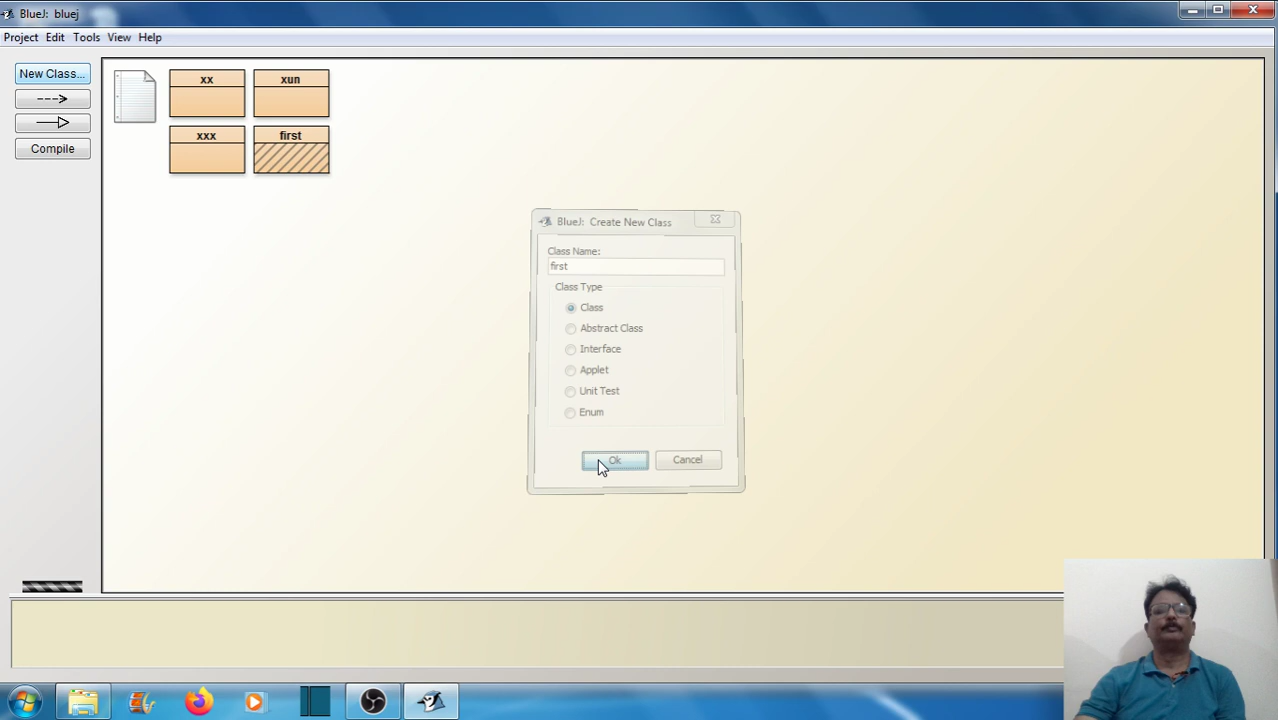 BlueJ: bluej
Project Edit Tools View Help
New Class...
Compile
xx
xun
xxx
first
BlueJ: Create New Class
Class Name:
first
Class Type
Class
Abstract Class
Interface
Applet
Unit Test
Enum
Ok
Cancel